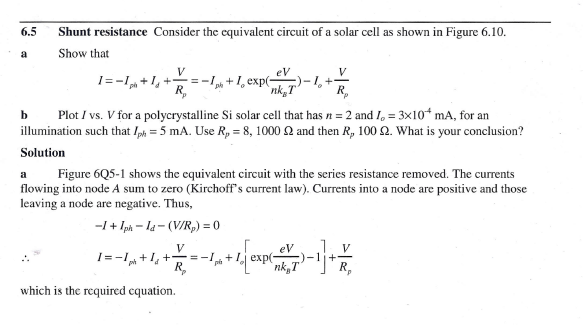 6.5 Shunt resistance Consider the equivalent circuit of a solar cell as shown in Figure 6.10.
a Show that
I = −I_ph + I_d + V/R_p = −I_ph + I_o exp(eV/nk_BT) − I_o + V/R_p
b Plot I vs. V for a polycrystalline Si solar cell that has n = 2 and I_o = 3×10⁻⁴ mA, for an
illumination such that I_ph = 5 mA. Use R_p = 8, 1000 Ω and then R_p 100 Ω. What is your conclusion?
Solution
a Figure 6Q5-1 shows the equivalent circuit with the series resistance removed. The currents
flowing into node A sum to zero (Kirchoff's current law). Currents into a node are positive and those
leaving a node are negative. Thus,
−I + I_ph − I_d − (V/R_p) = 0
∴ I = −I_ph + I_d + V/R_p = −I_ph + I_o[exp(eV/nk_BT) − 1] + V/R_p
which is the required equation.